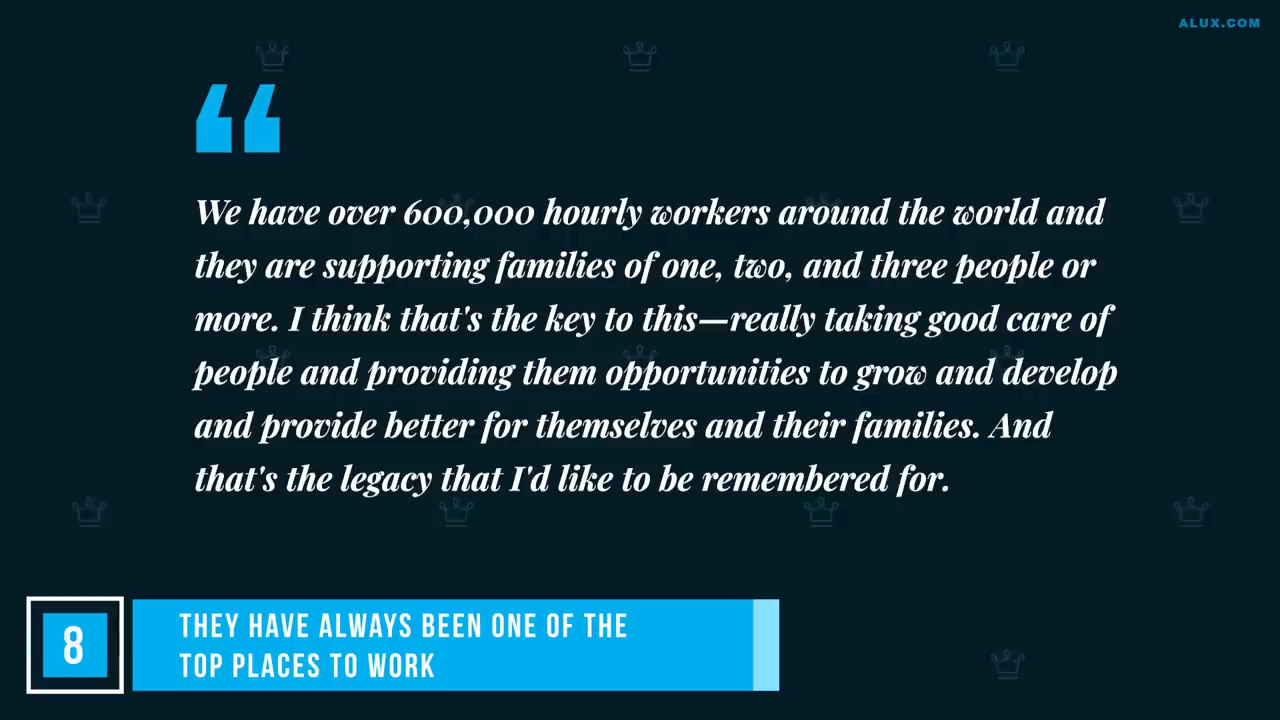 ALUX.COM
“
We have over 600,000 hourly workers around the world and
they are supporting families of one, two, and three people or
more. I think that's the key to this—really taking good care of
people and providing them opportunities to grow and develop
and provide better for themselves and their families. And
that's the legacy that I'd like to be remembered for.
8
THEY HAVE ALWAYS BEEN ONE OF THE
TOP PLACES TO WORK